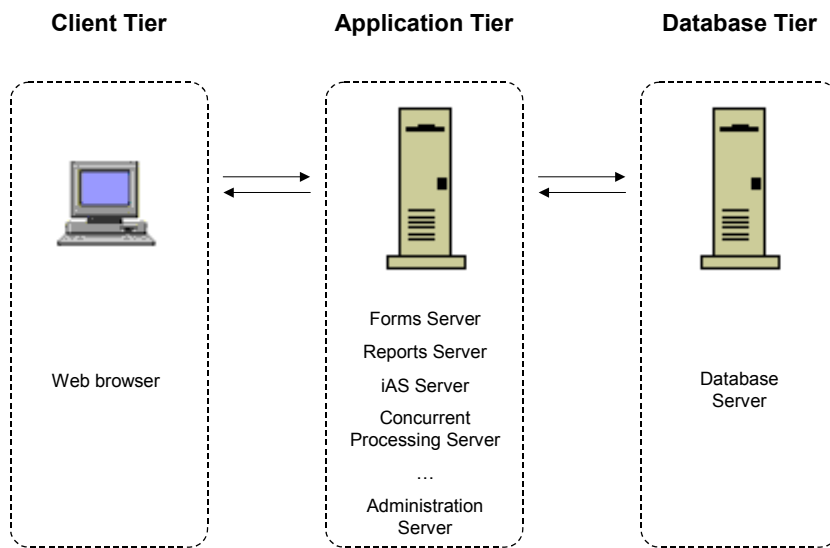 Client Tier
Application Tier
Database Tier
Web browser
Forms Server
Reports Server
iAS Server
Concurrent
Processing Server
…
Administration
Server
Database
Server